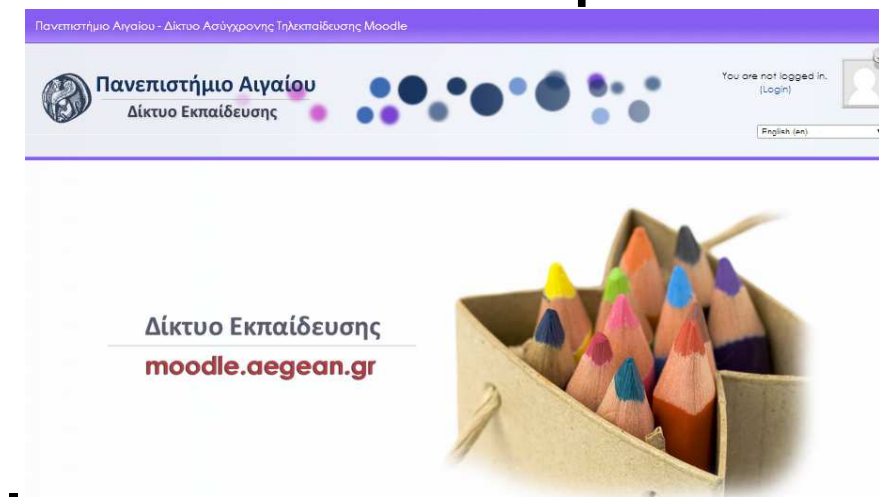 Πανεπιστήμιο Αιγαίου - Δίκτυο Ασύγχρονης Τηλεκπαίδευσης Moodle
Πανεπιστήμιο Αιγαίου
Δίκτυο Εκπαίδευσης
You are not logged in.
(Login)
English (en)
Δίκτυο Εκπαίδευσης
moodle.aegean.gr